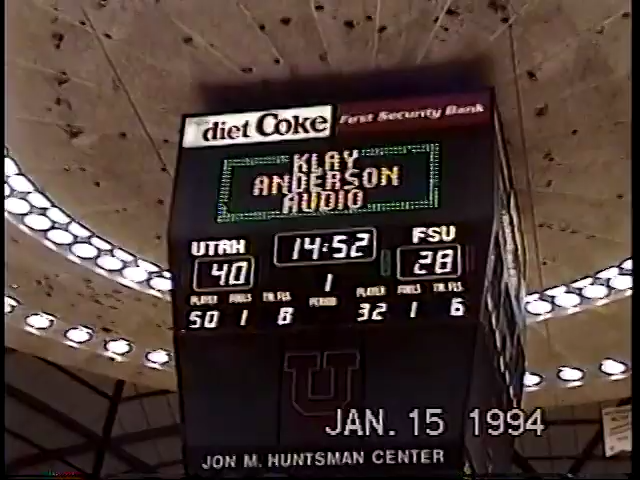 diet Coke
First Security Bank
KLAY
ANDERSON
AUDIO
UTAH 14:52 FSU
40 1 28
PLAYER FOULS TM.FLS PERIOD PLAYER FOULS TM.FLS
50 1 8 32 1 6
U
JAN. 15 1994
JON M. HUNTSMAN CENTER